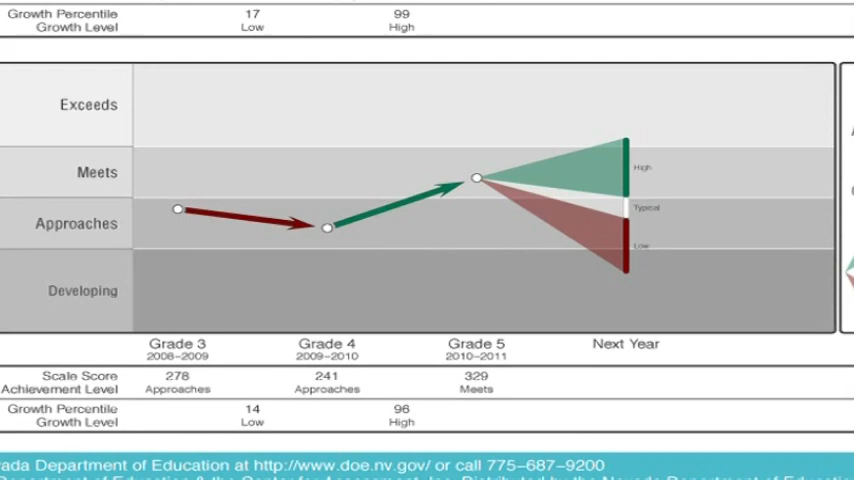 Growth Percentile 17 99
Growth Level Low High
Exceeds
Meets
Approaches
Developing
High
Typical
Low
Grade 3 Grade 4 Grade 5 Next Year
2008–2009 2009–2010 2010–2011
Scale Score 278 241 329
Achievement Level Approaches Approaches Meets
Growth Percentile 14 96
Growth Level Low High
vada Department of Education at http://www.doe.nv.gov/ or call 775–687–9200